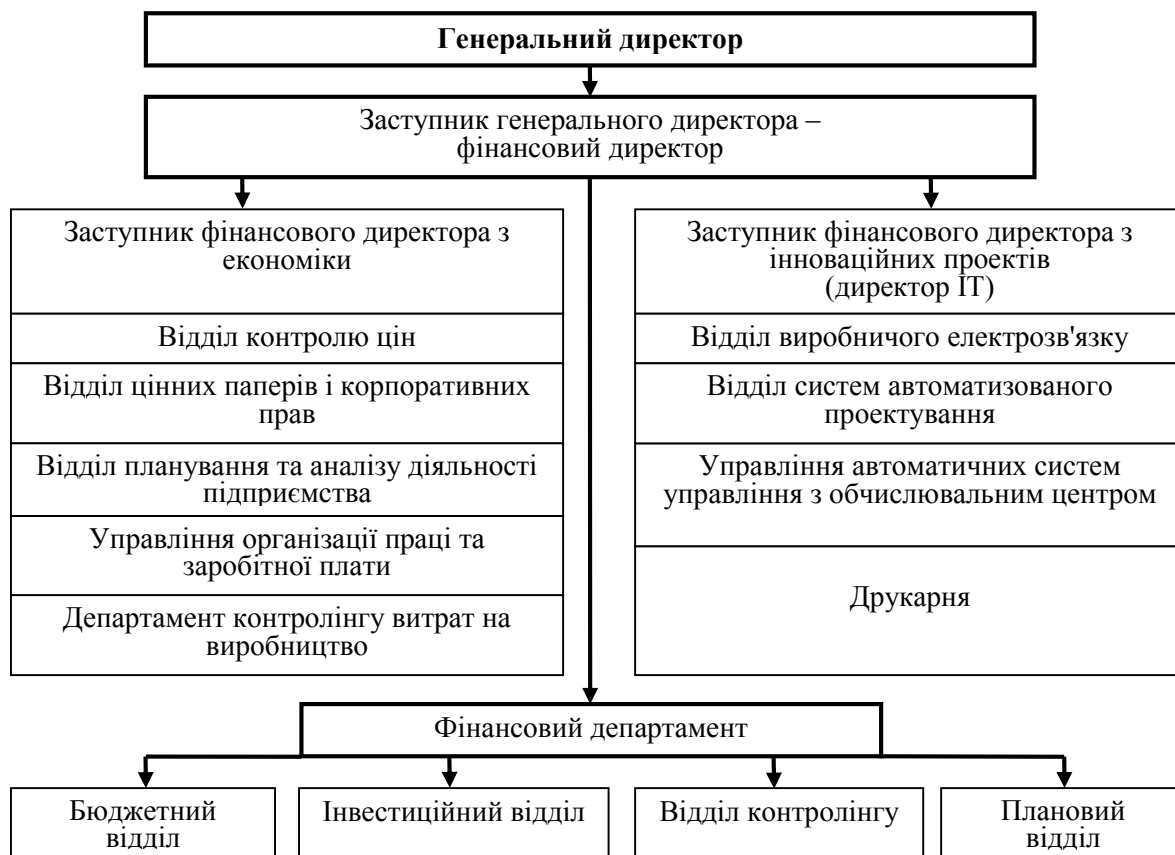 Генеральний директор
Заступник генерального директора –
фінансовий директор
Заступник фінансового директора з
економіки
Відділ контролю цін
Відділ цінних паперів і корпоративних
прав
Відділ планування та аналізу діяльності
підприємства
Управління організації праці та
заробітної плати
Департамент контролінгу витрат на
виробництво
Заступник фінансового директора з
інноваційних проектів
(директор ІТ)
Відділ виробничого електрозв'язку
Відділ систем автоматизованого
проектування
Управління автоматичних систем
управління з обчислювальним центром
Друкарня
Фінансовий департамент
Бюджетний
відділ
Інвестиційний відділ
Відділ контролінгу
Плановий
відділ